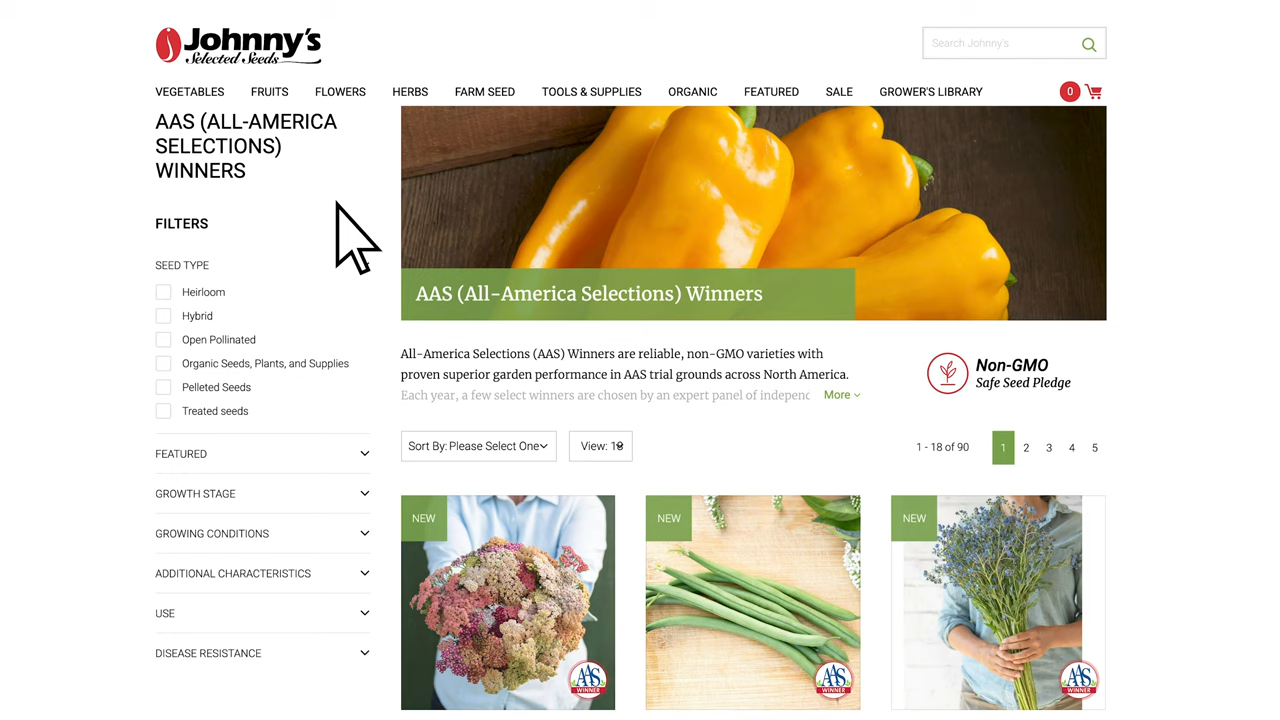 Johnny's
Selected Seeds
Search Johnny's
VEGETABLES FRUITS FLOWERS HERBS FARM SEED TOOLS & SUPPLIES ORGANIC FEATURED SALE GROWER'S LIBRARY 0
AAS (ALL-AMERICA
SELECTIONS)
WINNERS
FILTERS
SEED TYPE
Heirloom
Hybrid
Open Pollinated
Organic Seeds, Plants, and Supplies
Pelleted Seeds
Treated seeds
FEATURED
GROWTH STAGE
GROWING CONDITIONS
ADDITIONAL CHARACTERISTICS
USE
DISEASE RESISTANCE
AAS (All-America Selections) Winners
All-America Selections (AAS) Winners are reliable, non-GMO varieties with
proven superior garden performance in AAS trial grounds across North America.
Each year, a few select winners are chosen by an expert panel of independ More
Non-GMO
Safe Seed Pledge
Sort By: Please Select One View: 18 1 - 18 of 90 1 2 3 4 5
NEW NEW NEW
AAS AAS AAS
WINNER WINNER WINNER